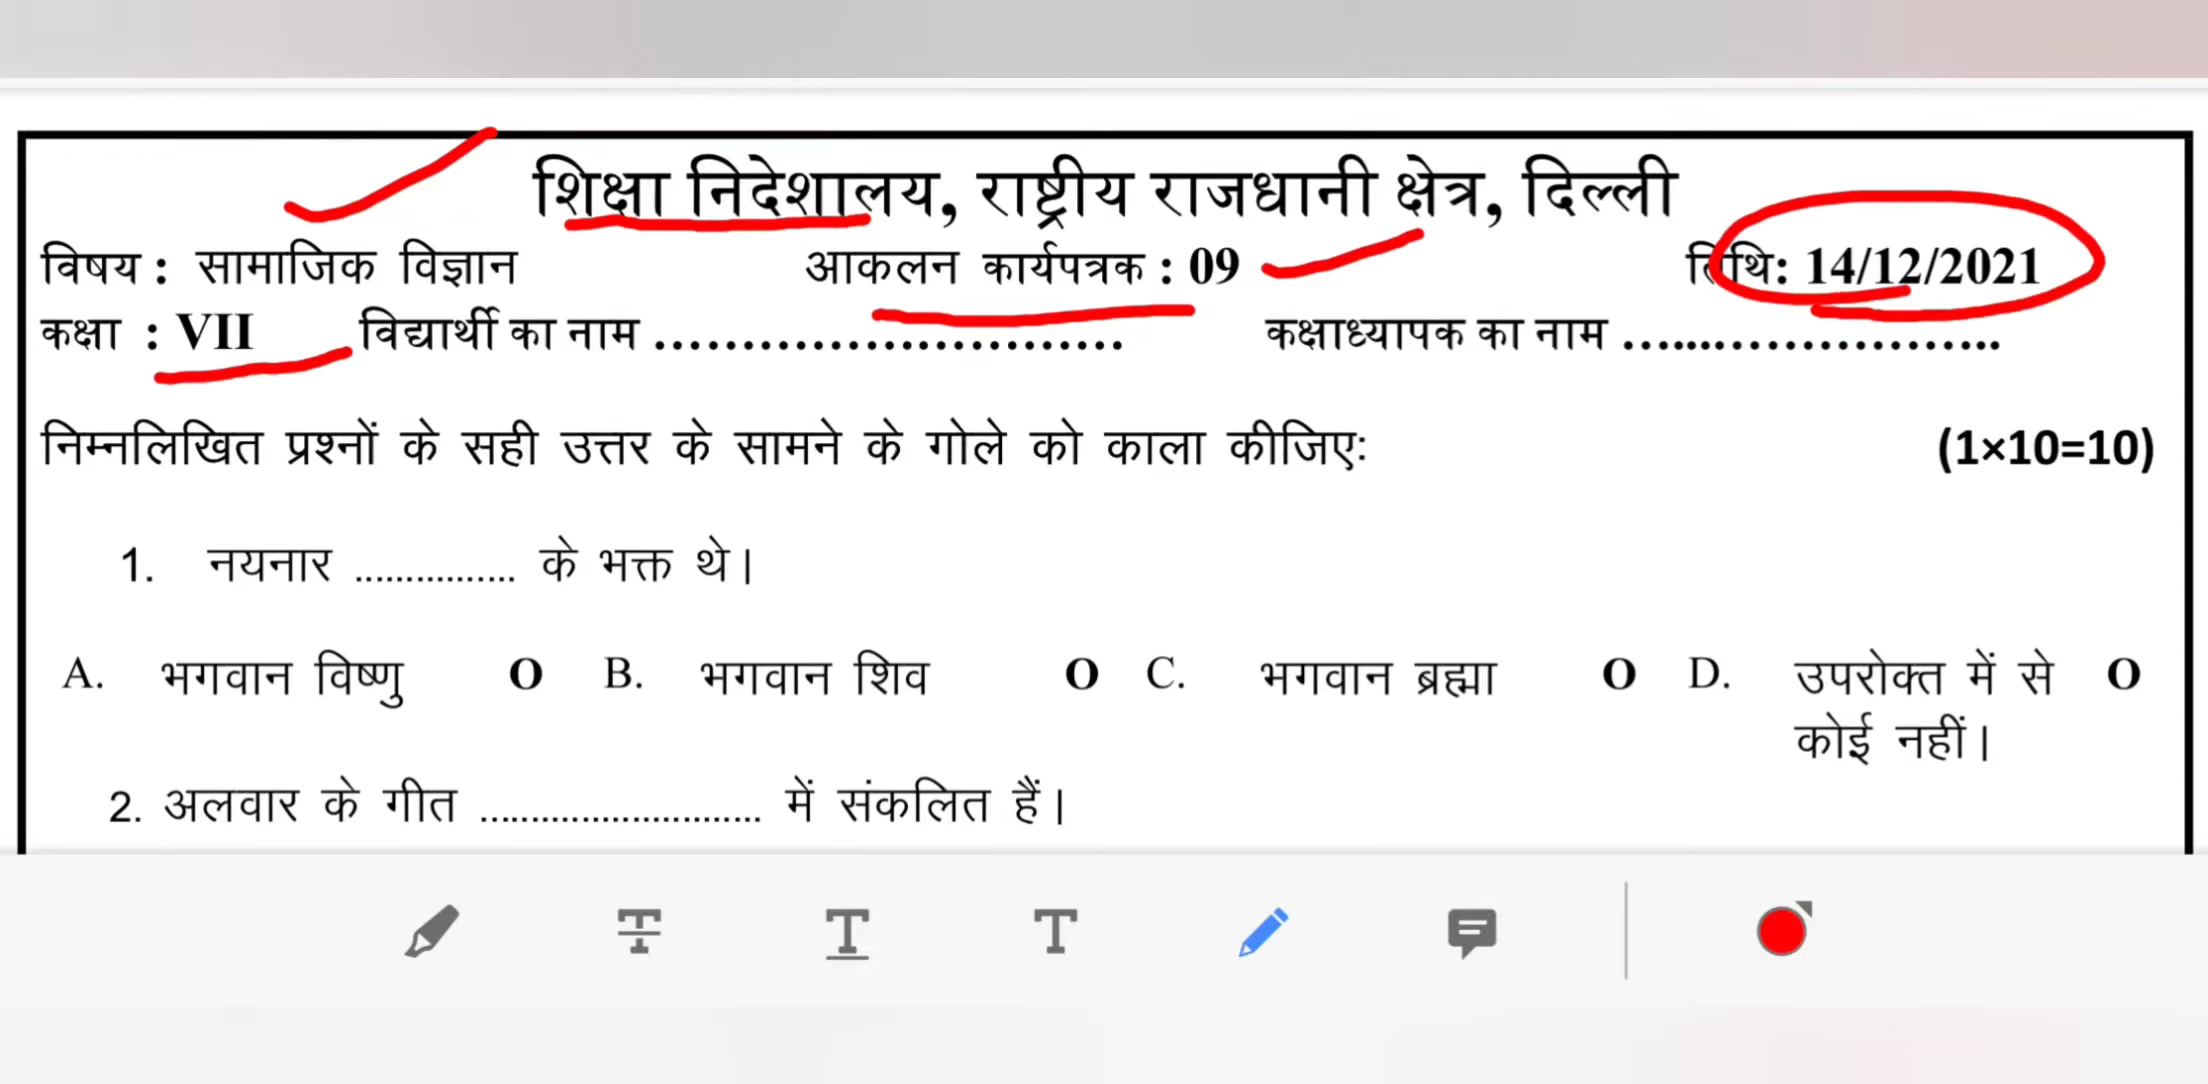 शिक्षा निदेशालय, राष्ट्रीय राजधानी क्षेत्र, दिल्ली
विषय : सामाजिक विज्ञान आकलन कार्यपत्रक : 09 तिथि: 14/12/2021
कक्षा : VII विद्यार्थी का नाम ........................... कक्षाध्यापक का नाम ........................
निम्नलिखित प्रश्नों के सही उत्तर के सामने के गोले को काला कीजिए: (1×10=10)
1. नयनार ................ के भक्त थे।
A. भगवान विष्णु O B. भगवान शिव O C. भगवान ब्रह्मा O D. उपरोक्त में से O
कोई नहीं।
2. अलवार के गीत ............................ में संकलित हैं।